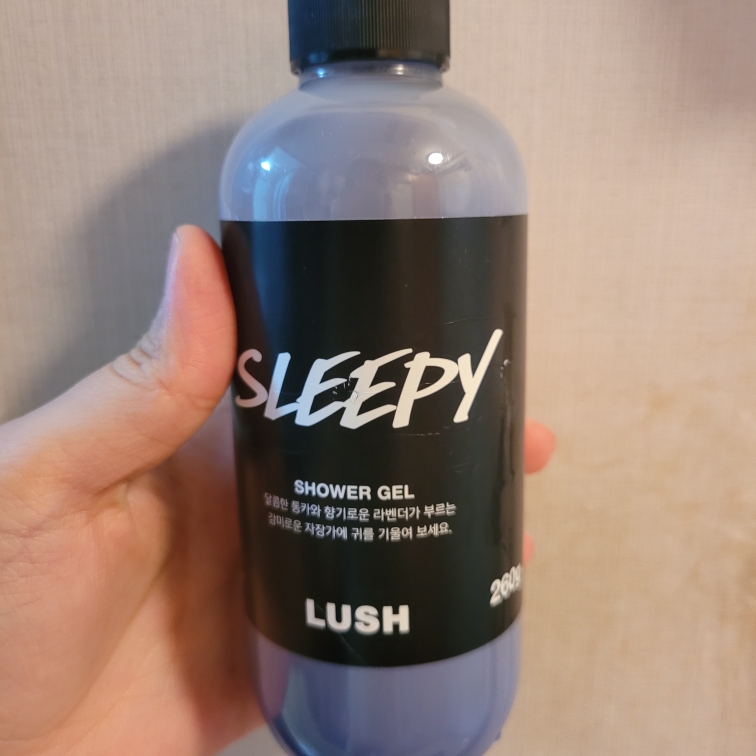 SLEEPY
SHOWER GEL
달콤한 통카와 향기로운 라벤더가 부르는
감미로운 자장가에 귀를 기울여 보세요.
260g
LUSH